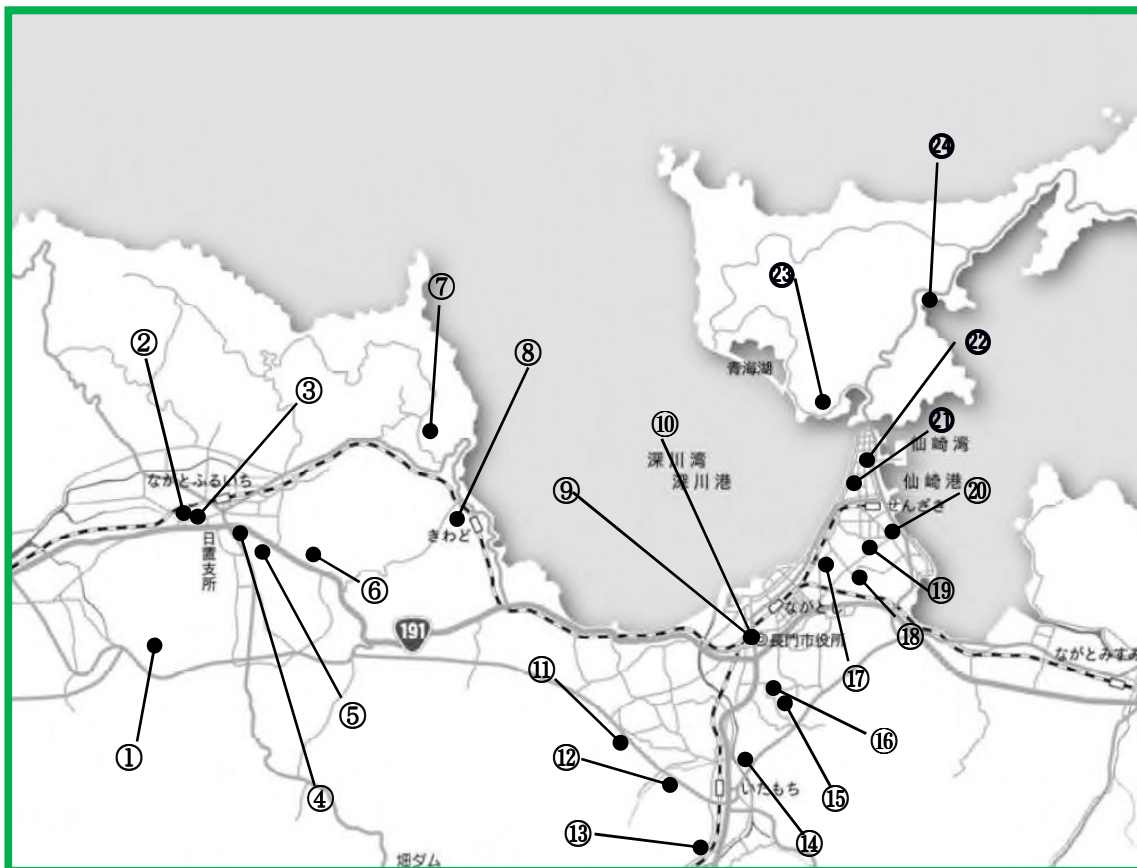 ㉔
㉓
⑦
㉒
②
⑧
青海湖
③
⑩
㉑
仙崎湾
深川湾
深川港
ながとふるいち
⑨
仙崎港
⑳
せんざき
きわど
日置支所
⑥
⑲
ながとし
⑱
191
長門市役所
ながとみすみ
⑰
⑪
⑤
⑯
①
⑫
いたもち
④
⑮
⑭
⑬
畑ダム